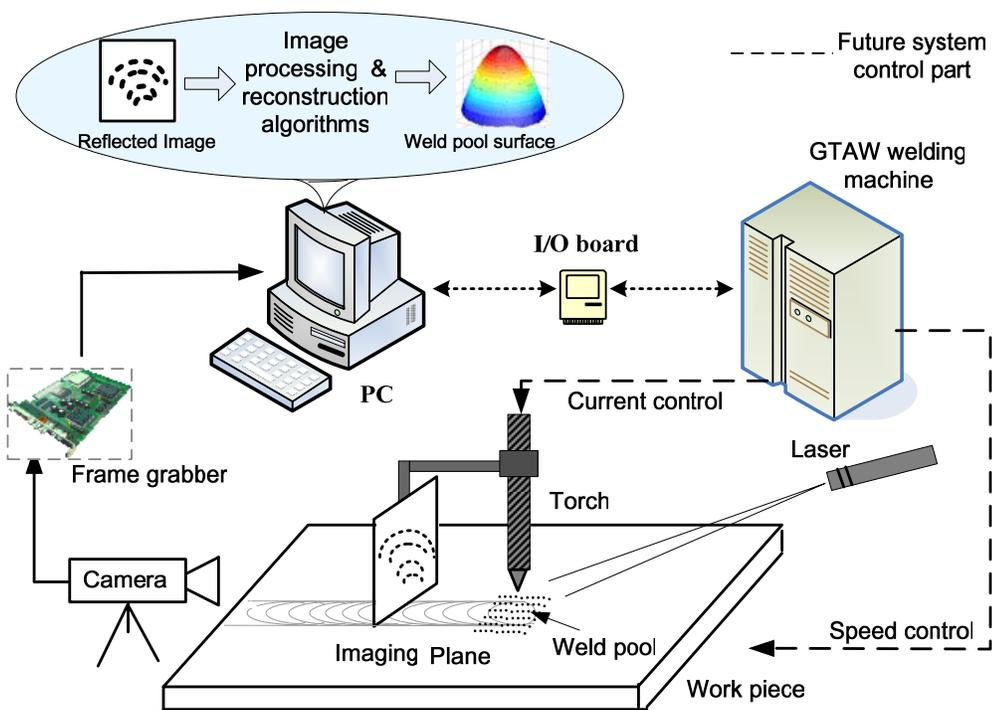 Image
processing &
reconstruction
algorithms
Reflected Image
Weld pool surface
Future system
control part
GTAW welding
machine
I/O board
PC
Current control
Frame grabber
Laser
Torch
Camera
Speed control
Weld pool
Imaging Plane
Work piece